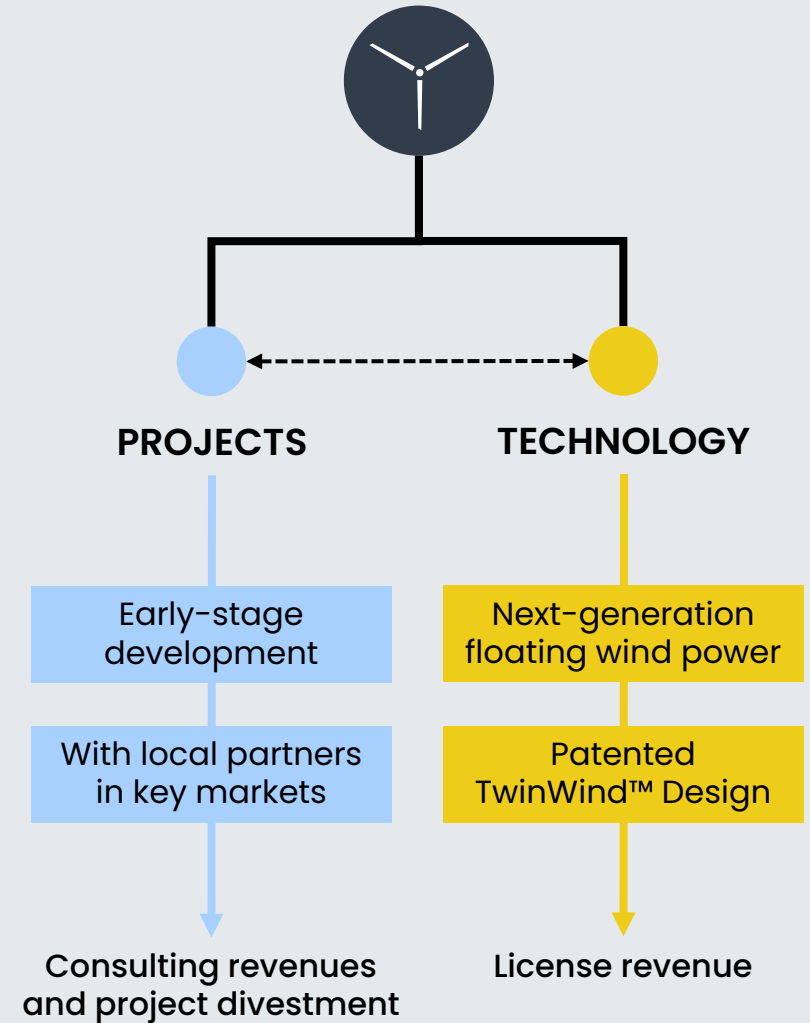 PROJECTS
Early-stage
development
With local partners
in key markets
Consulting revenues
and project divestment
TECHNOLOGY
Next-generation
floating wind power
Patented
TwinWind™ Design
License revenue